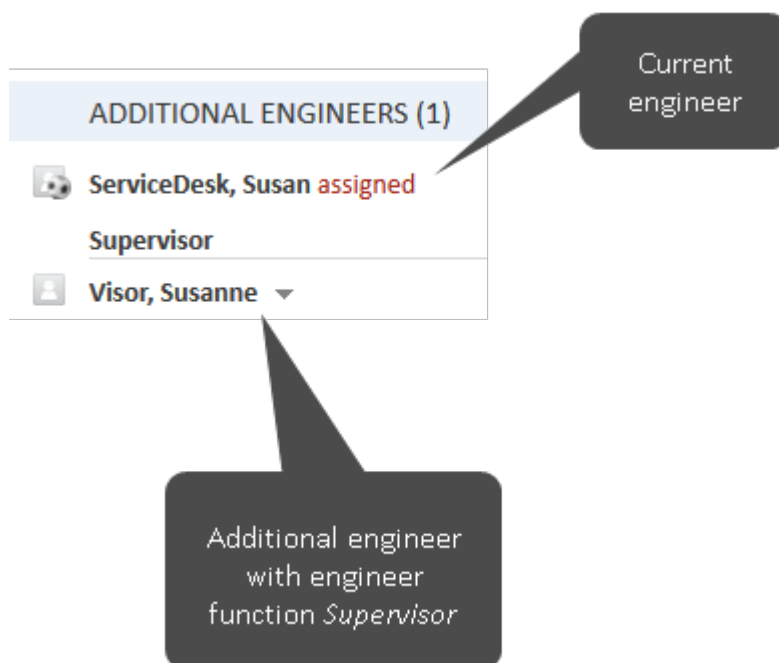 Current
engineer
ADDITIONAL ENGINEERS (1)
ServiceDesk, Susan assigned
Supervisor
Visor, Susanne
Additional engineer
with engineer
function Supervisor